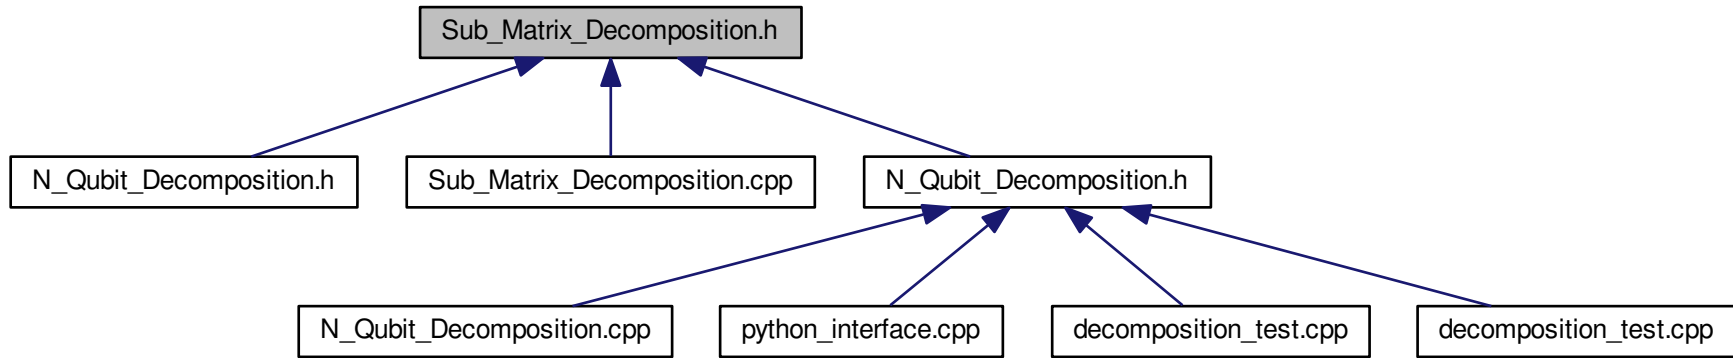 Sub_Matrix_Decomposition.h
N_Qubit_Decomposition.h
Sub_Matrix_Decomposition.cpp
N_Qubit_Decomposition.h
N_Qubit_Decomposition.cpp
python_interface.cpp
decomposition_test.cpp
decomposition_test.cpp